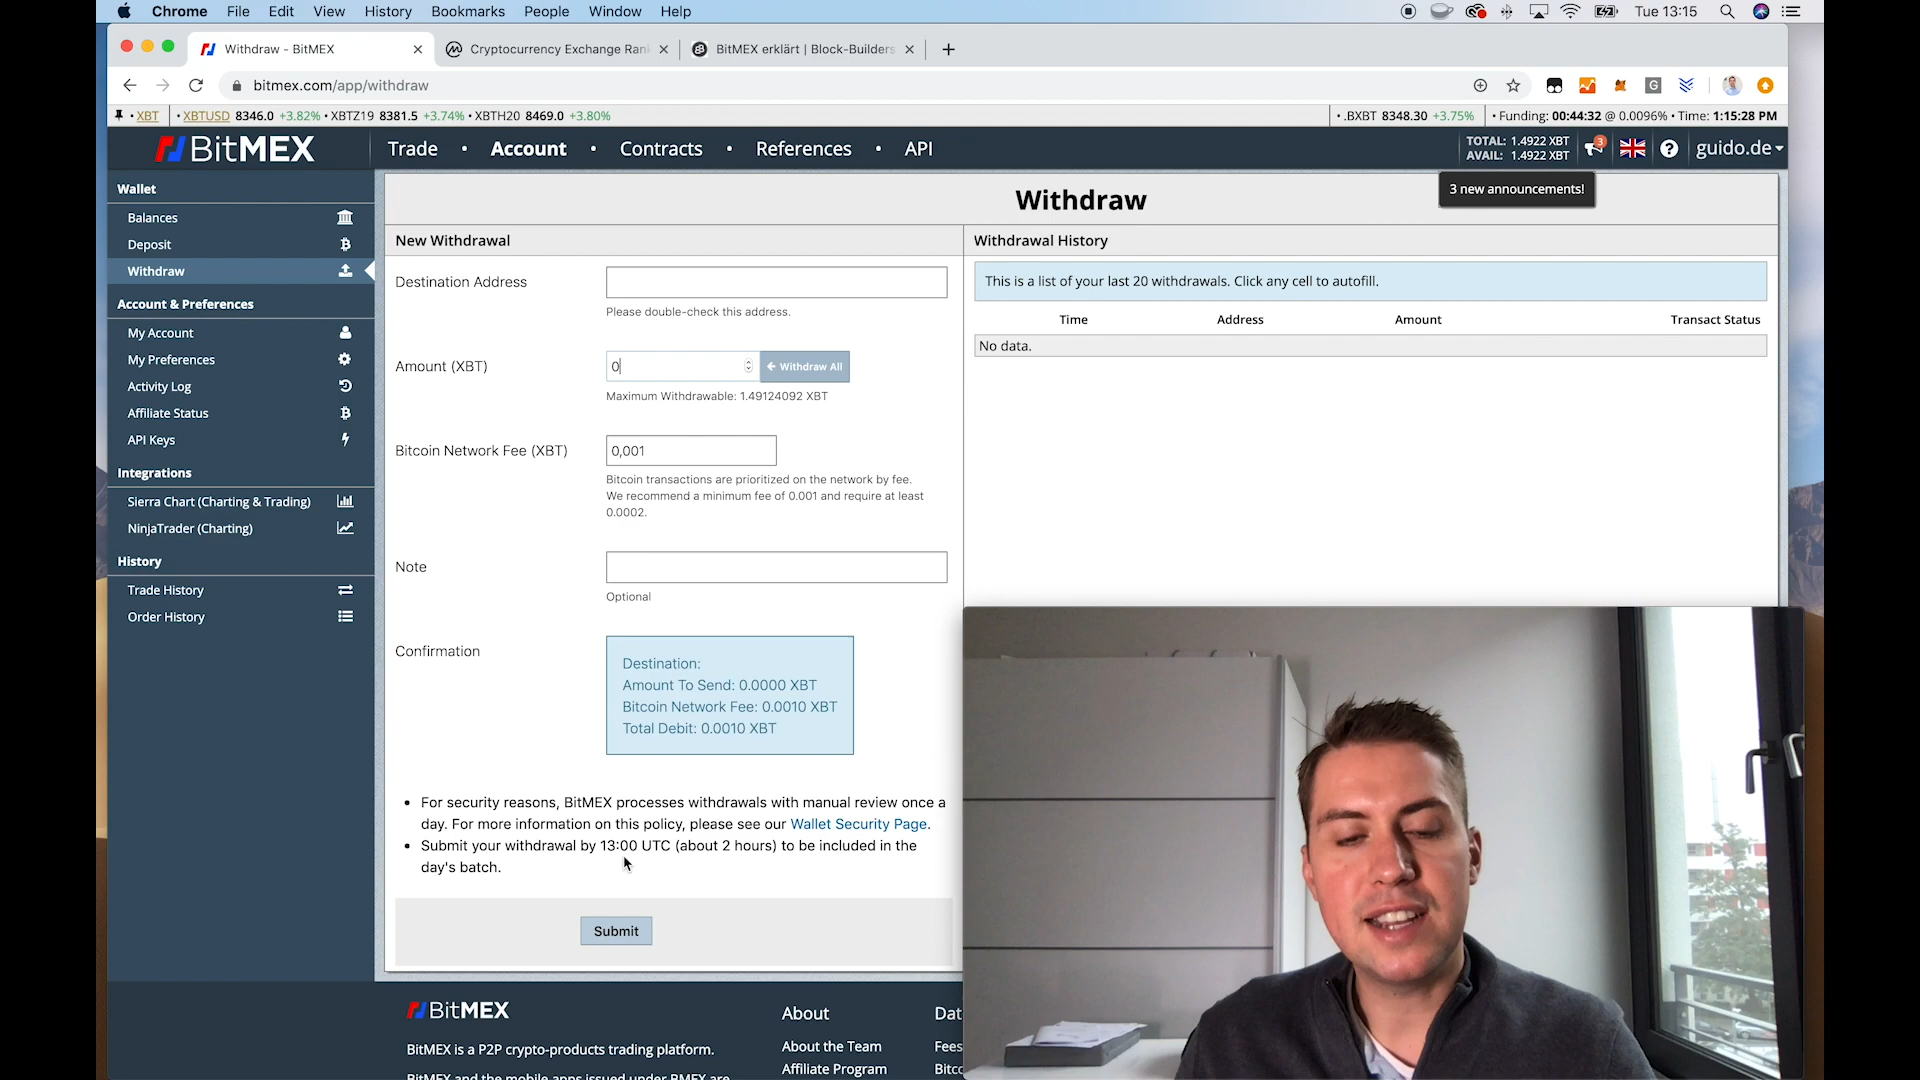 Chrome File Edit View History Bookmarks People Window Help
Tue 13:15
Withdraw - BitMEX
Cryptocurrency Exchange Ran
BitMEX erklärt | Block-Builders
bitmex.com/app/withdraw
G
• XBT • XBTUSD 8346.0 +3.82% • XBTZ19 8381.5 +3.74% • XBTH20 8469.0 +3.80%
• .BXBT 8348.30 +3.75% • Funding: 00:44:32 @ 0.0096% • Time: 1:15:28 PM
BitMEX
Trade • Account • Contracts • References • API
TOTAL: 1.4922 XBT
AVAIL: 1.4922 XBT
3
guido.de
3 new announcements!
Wallet
Balances
Deposit
Withdraw
Account & Preferences
My Account
My Preferences
Activity Log
Affiliate Status
API Keys
Integrations
Sierra Chart (Charting & Trading)
NinjaTrader (Charting)
History
Trade History
Order History
Withdraw
New Withdrawal
Destination Address
Please double-check this address.
Amount (XBT)
0
Withdraw All
Maximum Withdrawable: 1.49124092 XBT
Bitcoin Network Fee (XBT)
0,001
Bitcoin transactions are prioritized on the network by fee.
We recommend a minimum fee of 0.001 and require at least
0.0002.
Note
Optional
Confirmation
Destination:
Amount To Send: 0.0000 XBT
Bitcoin Network Fee: 0.0010 XBT
Total Debit: 0.0010 XBT
• For security reasons, BitMEX processes withdrawals with manual review once a
day. For more information on this policy, please see our Wallet Security Page.
• Submit your withdrawal by 13:00 UTC (about 2 hours) to be included in the
day's batch.
Submit
Withdrawal History
This is a list of your last 20 withdrawals. Click any cell to autofill.
Time Address Amount Transact Status
No data.
BitMEX
BitMEX is a P2P crypto-products trading platform.
BitMEX and the mobile apps issued under BMEX are
About
About the Team
Affiliate Program
Dat
Fees
Bitco